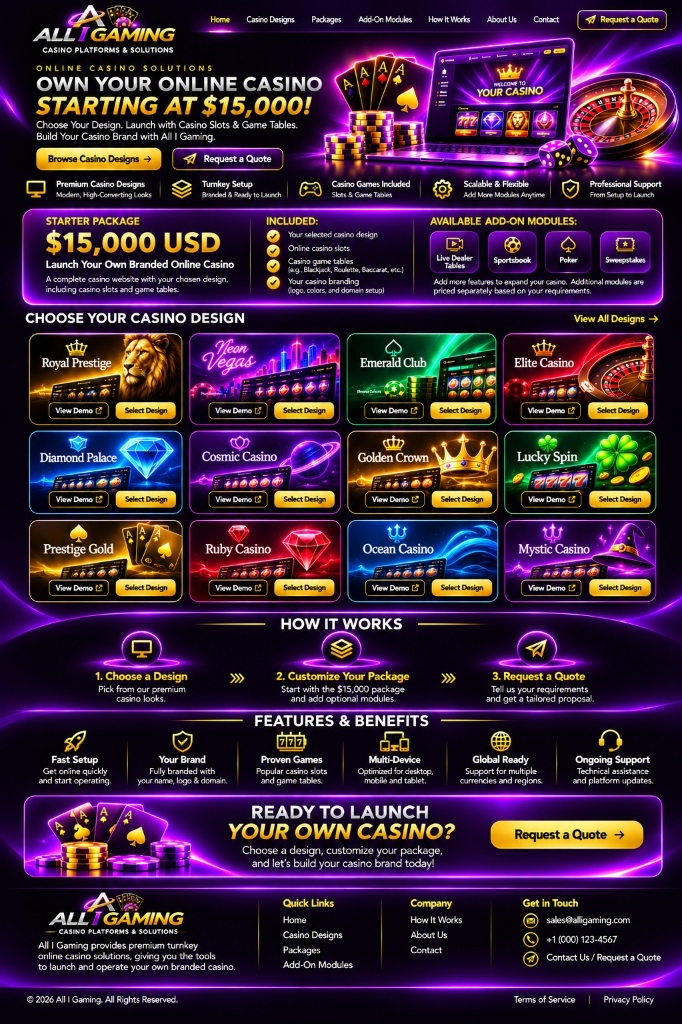 ALL I GAMING
CASINO PLATFORMS & SOLUTIONS
Home
Casino Designs
Packages
Add-On Modules
How It Works
About Us
Contact
Request a Quote
ONLINE CASINO SOLUTIONS
OWN YOUR ONLINE CASINO
STARTING AT $15,000!
Choose Your Design. Launch with Casino Slots & Game Tables.
Build Your Casino Brand with All I Gaming.
Browse Casino Designs →
Request a Quote
WELCOME TO
YOUR CASINO
Premium Casino Designs
Modern, High-Converting Looks
Turnkey Setup
Branded & Ready to Launch
Casino Games Included
Slots & Game Tables
Scalable & Flexible
Add More Modules Anytime
Professional Support
From Setup to Launch
STARTER PACKAGE
$15,000 USD
Launch Your Own Branded Online Casino
A complete casino website with your chosen design,
including casino slots and game tables.
INCLUDED:
Your selected casino design
Online casino slots
Casino game tables
(e.g., Blackjack, Roulette, Baccarat, etc.)
Your casino branding
(logo, colors, and domain setup)
AVAILABLE ADD-ON MODULES:
Live Dealer
Tables
Sportsbook
Poker
Sweepstakes
Add more features to expand your casino. Additional modules are
priced separately based on your requirements.
CHOOSE YOUR CASINO DESIGN
View All Designs →
Royal Prestige
View Demo
Select Design
Neon
Vegas
View Demo
Select Design
Emerald Club
View Demo
Select Design
Elite Casino
View Demo
Select Design
Diamond Palace
View Demo
Select Design
Cosmic Casino
View Demo
Select Design
Golden Crown
View Demo
Select Design
Lucky Spin
View Demo
Select Design
Prestige Gold
View Demo
Select Design
Ruby Casino
View Demo
Select Design
Ocean Casino
View Demo
Select Design
Mystic Casino
View Demo
Select Design
HOW IT WORKS
1. Choose a Design
Pick from our premium
casino looks.
2. Customize Your Package
Start with the $15,000 package
and add optional modules.
3. Request a Quote
Tell us your requirements
and get a tailored proposal.
FEATURES & BENEFITS
Fast Setup
Get online quickly
and start operating.
Your Brand
Fully branded with
your name, logo & domain.
777
Proven Games
Popular casino slots
and game tables.
Multi-Device
Optimized for desktop,
mobile and tablet.
Global Ready
Support for multiple
currencies and regions.
Ongoing Support
Technical assistance
and platform updates.
READY TO LAUNCH
YOUR OWN CASINO?
Choose a design, customize your package,
and let's build your casino brand today!
Request a Quote →
ALL I GAMING
CASINO PLATFORMS & SOLUTIONS
All I Gaming provides premium turnkey
online casino solutions, giving you the tools
to launch and operate your own branded casino.
Quick Links
Home
Casino Designs
Packages
Add-On Modules
Company
How It Works
About Us
Contact
Get in Touch
sales@alligaming.com
+1 (000) 123-4567
Contact Us / Request a Quote
© 2026 All I Gaming. All Rights Reserved.
Terms of Service | Privacy Policy